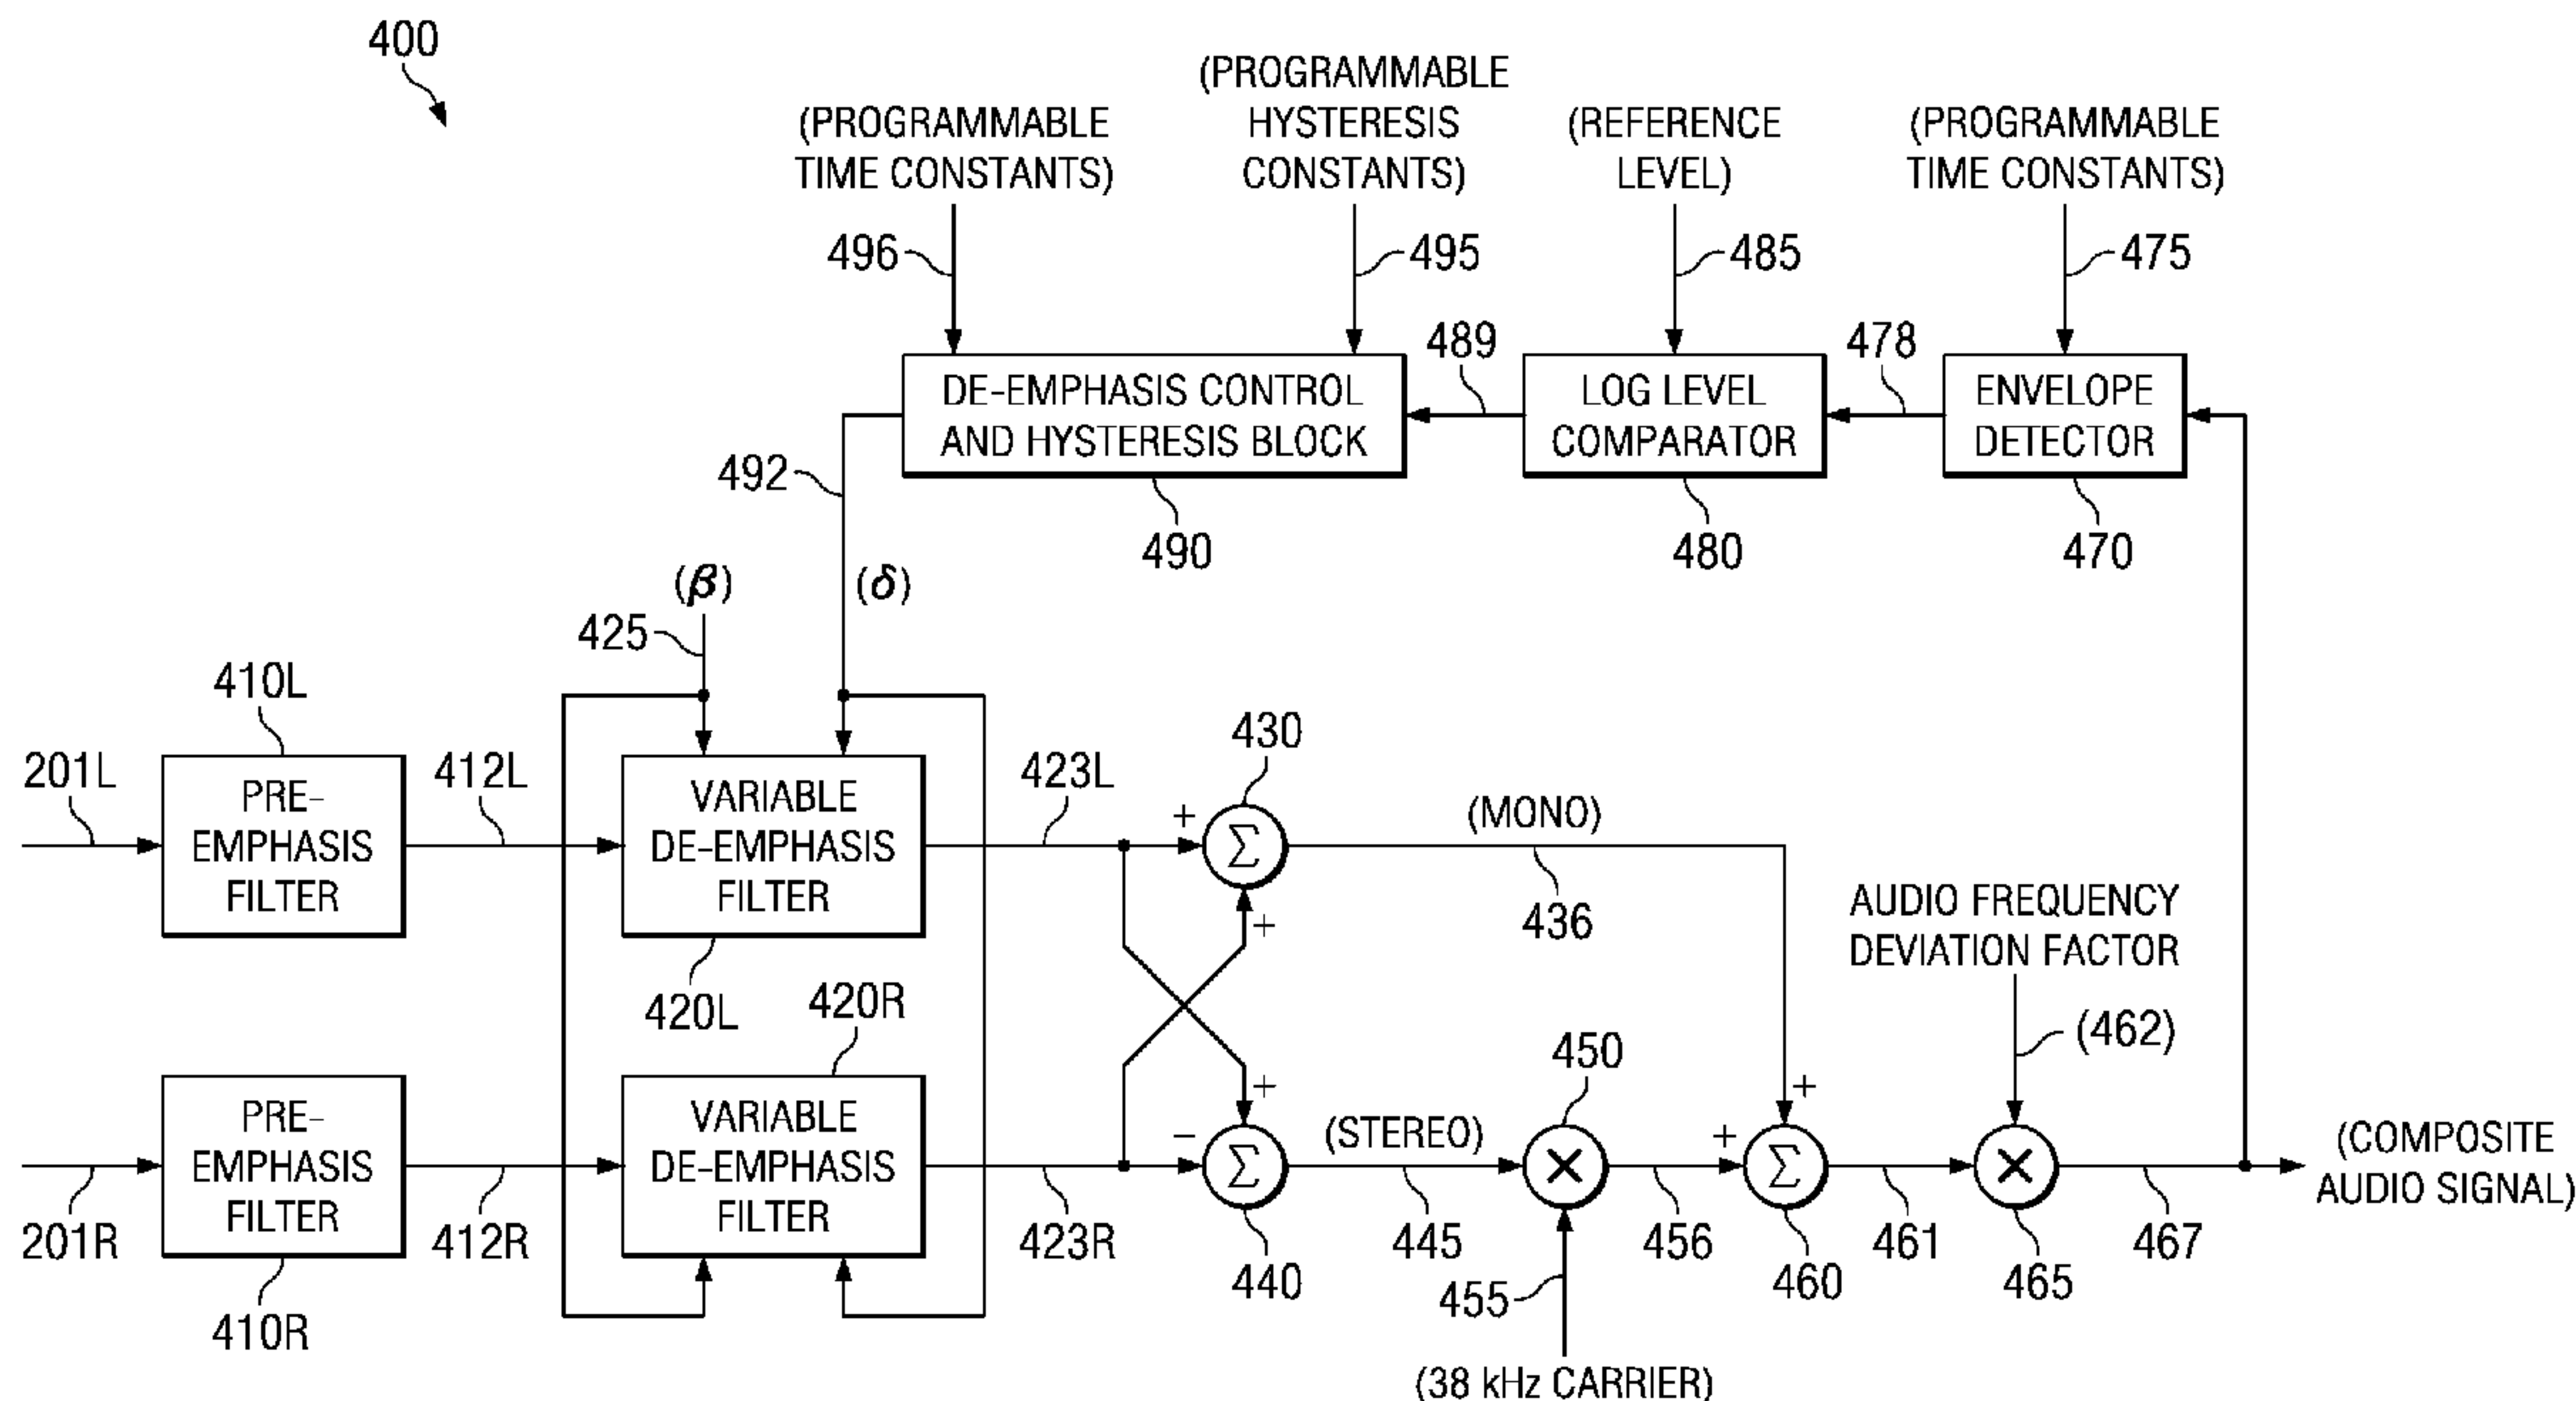 400
(PROGRAMMABLE
TIME CONSTANTS)
(PROGRAMMABLE
HYSTERESIS
CONSTANTS)
(REFERENCE
LEVEL)
(PROGRAMMABLE
TIME CONSTANTS)
496
495
485
475
DE-EMPHASIS CONTROL
AND HYSTERESIS BLOCK
489
LOG LEVEL
COMPARATOR
478
ENVELOPE
DETECTOR
492
490
480
470
(β)
(δ)
425
410L
201L
PRE-
EMPHASIS
FILTER
412L
VARIABLE
DE-EMPHASIS
FILTER
423L
430
+
Σ
+
(MONO)
436
AUDIO FREQUENCY
DEVIATION FACTOR
(462)
420L
420R
201R
PRE-
EMPHASIS
FILTER
412R
VARIABLE
DE-EMPHASIS
FILTER
423R
+
−
Σ
440
(STEREO)
445
450
×
455
(38 kHz CARRIER)
456
+
+
Σ
460
461
×
465
467
(COMPOSITE
AUDIO SIGNAL)
410R